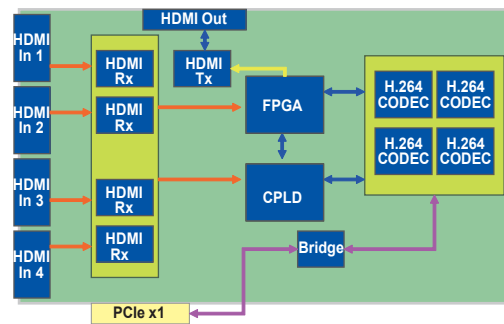 HDMI Out
HDMI
In 1
HDMI
Rx
HDMI
Tx
HDMI
In 2
HDMI
Rx
FPGA
H.264
CODEC
H.264
CODEC
H.264
CODEC
H.264
CODEC
HDMI
In 3
HDMI
Rx
CPLD
HDMI
In 4
HDMI
Rx
Bridge
PCIe x1